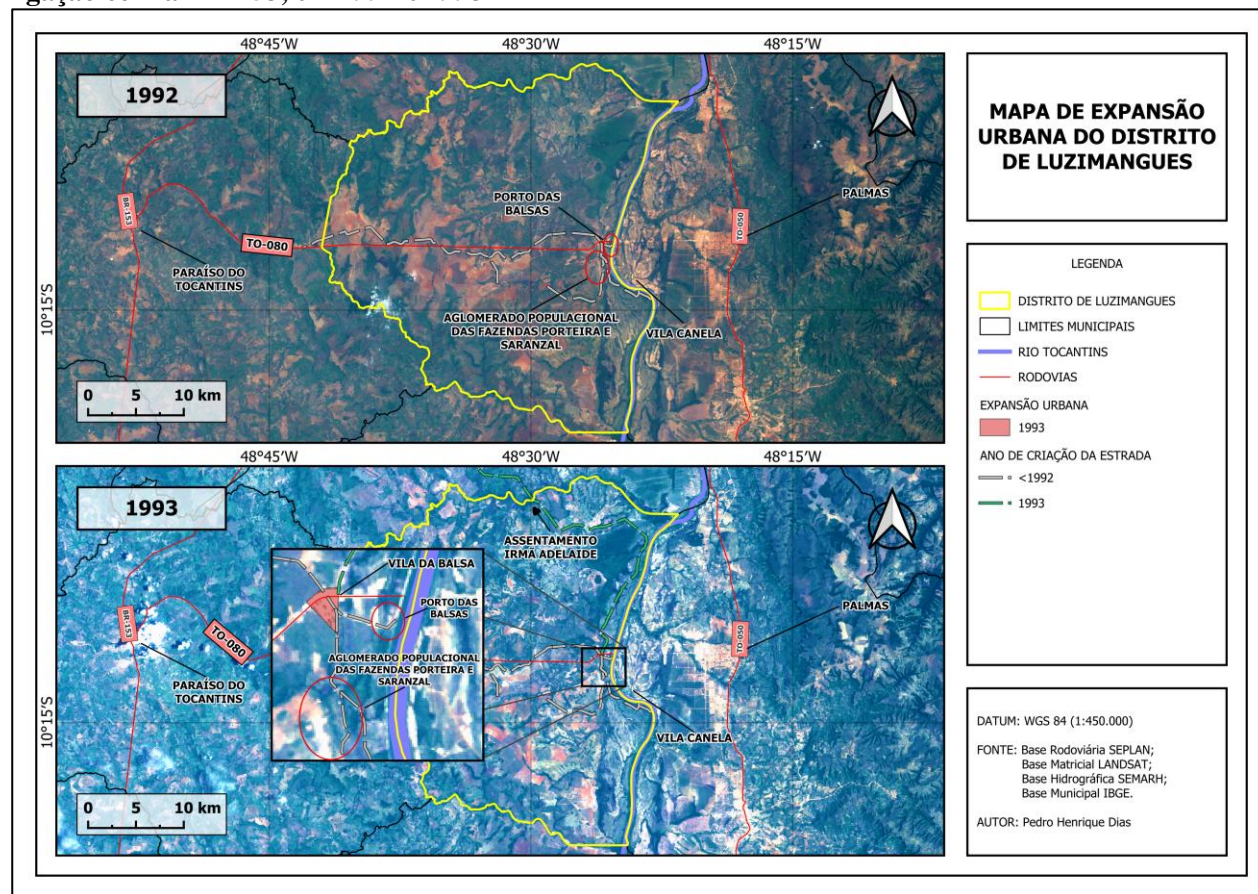 48°45'W 48°30'W 48°15'W
1992
MAPA DE EXPANSÃO
URBANA DO DISTRITO
DE LUZIMANGUES
PORTO DAS
BALSAS
PALMAS
BR-153
TO-050
TO-080
PARAÍSO DO
TOCANTINS
10°15'S
AGLOMERADO POPULACIONAL
DAS FAZENDAS PORTEIRA E
SARANZAL
VILA CANELA
0 5 10 km
LEGENDA
DISTRITO DE LUZIMANGUES
LIMITES MUNICIPAIS
RIO TOCANTINS
RODOVIAS
EXPANSÃO URBANA
1993
ANO DE CRIAÇÃO DA ESTRADA
<1992
1993
48°45'W 48°30'W 48°15'W
1993
ASSENTAMENTO
IRMÃ ADELAIDE
VILA DA BALSA
PORTO DAS
BALSAS
PALMAS
BR-153
TO-050
TO-080
AGLOMERADO POPULACIONAL
DAS FAZENDAS PORTEIRA E
SARANZAL
PARAÍSO DO
TOCANTINS
10°15'S
VILA CANELA
0 5 10 km
DATUM: WGS 84 (1:450.000)
FONTE: Base Rodoviária SEPLAN;
Base Matricial LANDSAT;
Base Hidrográfica SEMARH;
Base Municipal IBGE.
AUTOR: Pedro Henrique Dias